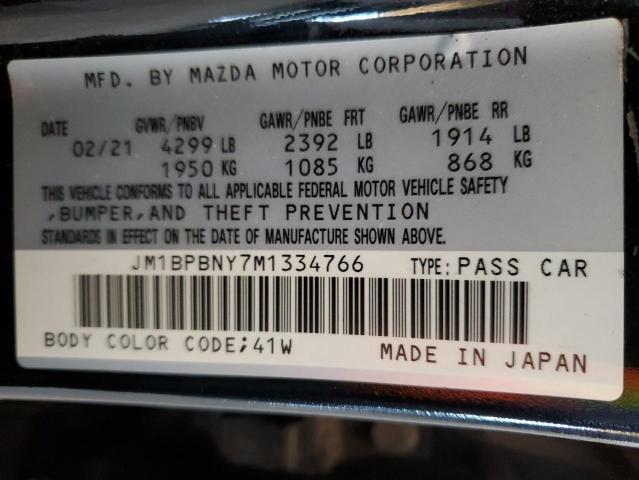 MFD. BY MAZDA MOTOR CORPORATION
DATE GVWR/PNBV GAWR/PNBE FRT GAWR/PNBE RR
02/21 4299 LB 2392 LB 1914 LB
1950 KG 1085 KG 868 KG
THIS VEHICLE CONFORMS TO ALL APPLICABLE FEDERAL MOTOR VEHICLE SAFETY
,BUMPER,AND THEFT PREVENTION
STANDARDS IN EFFECT ON THE DATE OF MANUFACTURE SHOWN ABOVE.
JM1BPBNY7M1334766 TYPE:PASS CAR
BODY COLOR CODE;41W MADE IN JAPAN